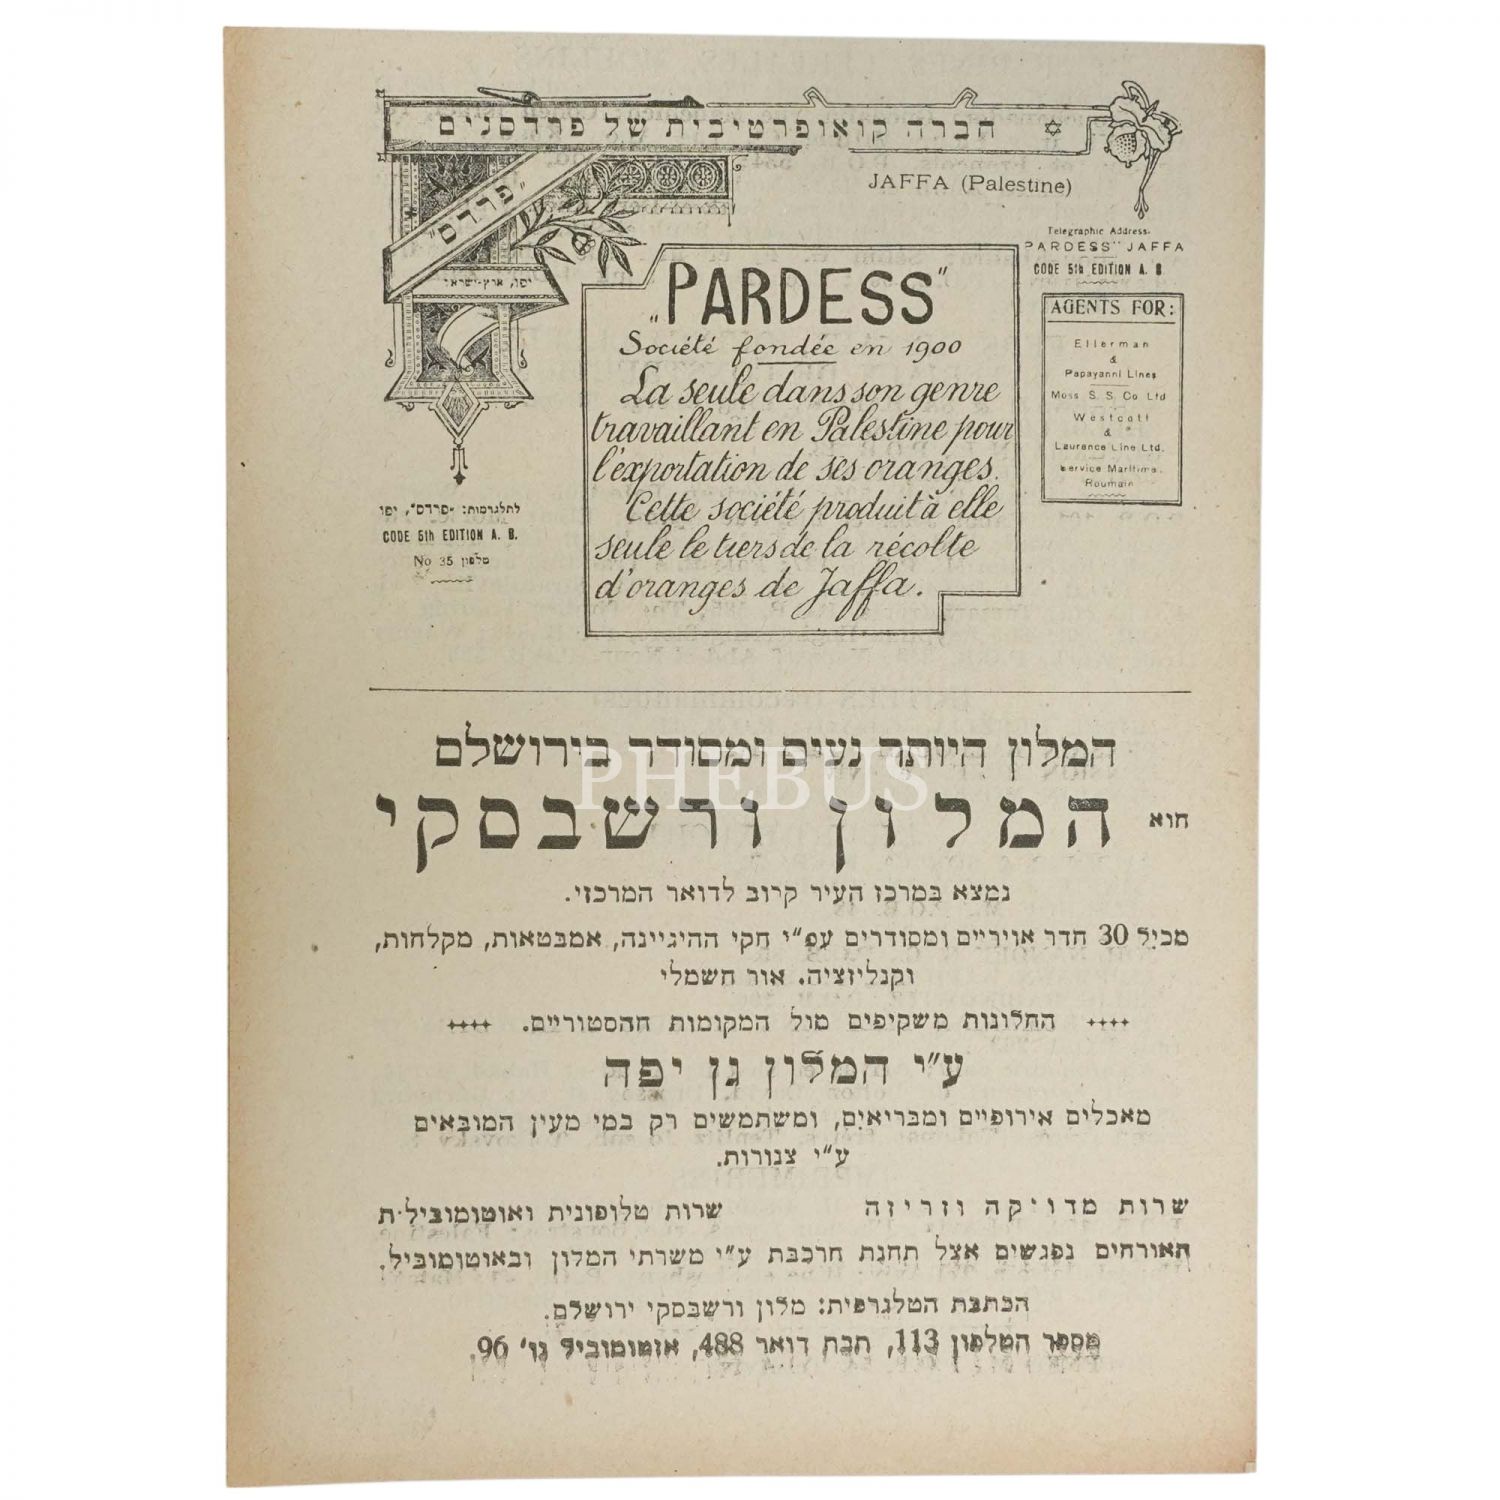 חברה קואופרטיבית של פרדסנים
"פרדס"
יפו, ארץ-ישראל
לתלגרמות: „פרדס", יפו
CODE 5th EDITION A. B.
No 35 טלפון
JAFFA (Palestine)
Telegraphic Address.
PARDESS" JAFFA
CODE 5th EDITION A. B
AGENTS FOR:
Ellerman
&
Papayanni Lines
Moss S. S. Co Ltd
Westcott
&
Laurence Line Ltd.
Service Maritime.
Roumain
„PARDESS"
Société fondée en 1900
La seule dans son genre
travaillant en Palestine pour
l'exportation de ses oranges.
Cette société produit à elle
seule le tiers de la récolte
d'oranges de Jaffa.
המלון היותר נעים ומסודר בירושלם
הוא המלון ורשבסקי
נמצא במרכז העיר קרוב לדואר המרכזי.
מכיל 30 חדר אויריים ומסודרים עפ"י חקי ההיגיינה, אמבטאות, מקלחות,
וקנליזציה. אור חשמלי
החלונות משקיפים מול המקומות ההסטוריים.
ע"י המלון גן יפה
מאכלים אירופיים ומבריאים, ומשתמשים רק במי מעין המובאים
ע"י צנורות.
שרות מדויקה וזריזה שרות טלופונית ואוטומובילית
האורחים נפגשים אצל תחנת הרכבת ע"י משרתי המלון ובאוטומוביל.
הכתבת הטלגרפית: מלון ורשבסקי ירושלם.
מספר הטלפון 113, תבת דואר 488, אוטומוביל נו' 96.
PHEBUS